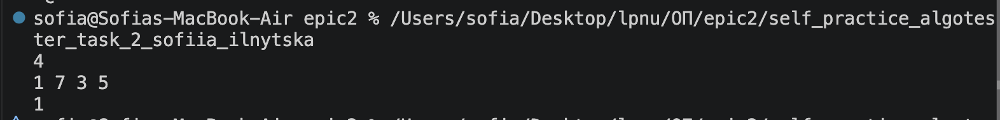 sofia@Sofias-MacBook-Air epic2 % /Users/sofia/Desktop/lpnu/ОП/epic2/self_practice_algotes
ter_task_2_sofiia_ilnytska
4
1 7 3 5
1